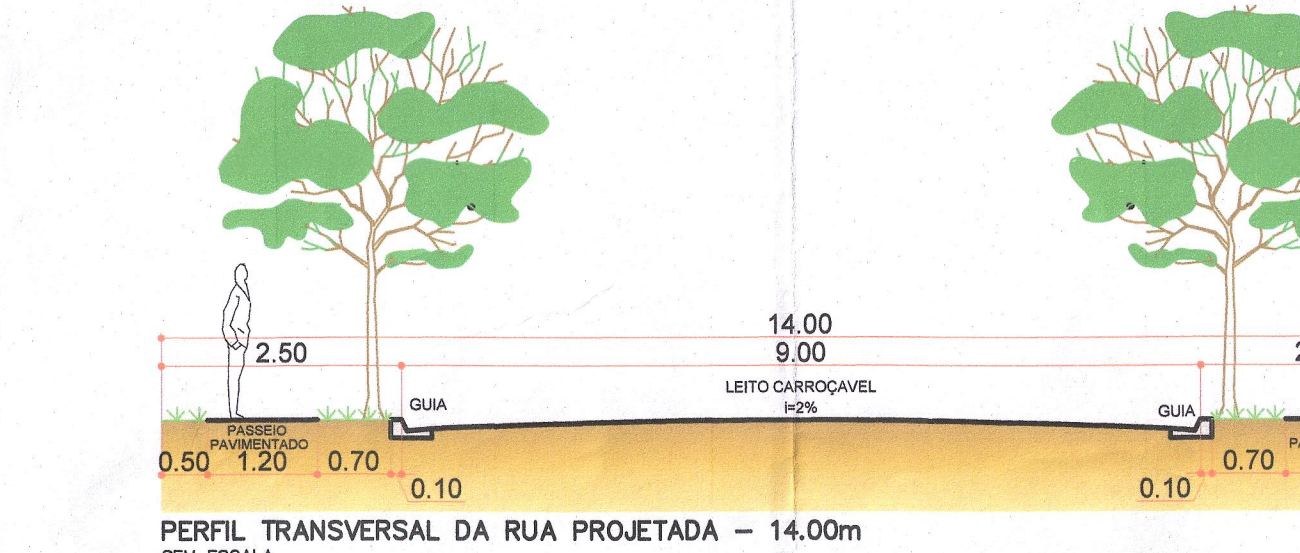 14.00
2.50
9.00
LEITO CARROÇAVEL
i=2%
GUIA
GUIA
PASSEIO
PAVIMENTADO
0.50
1.20
0.70
0.70
0.10
0.10
PERFIL TRANSVERSAL DA RUA PROJETADA – 14.00m